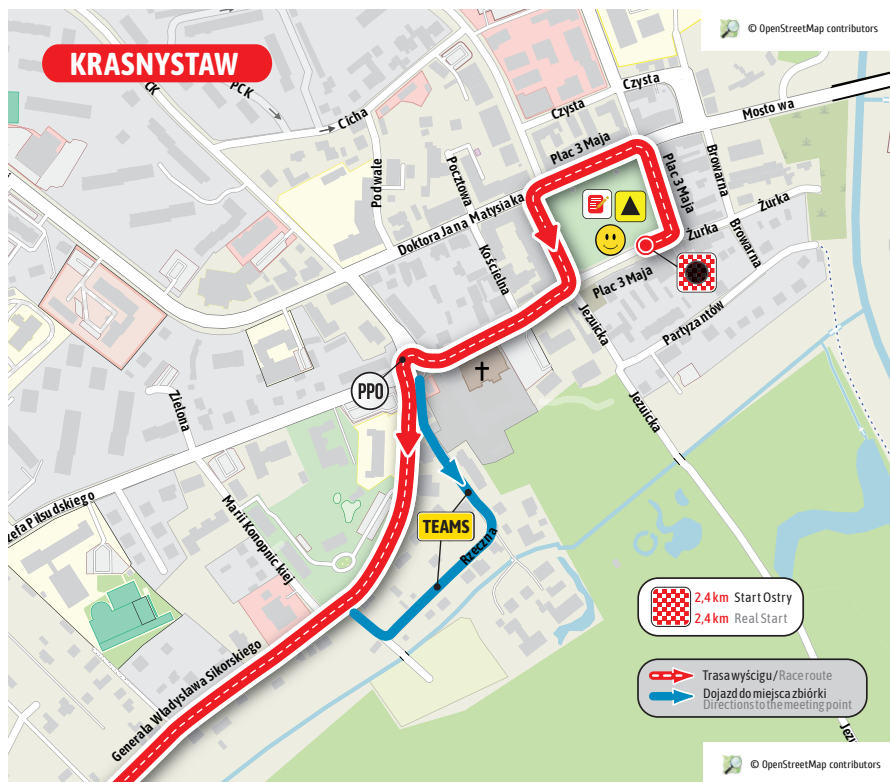 © OpenStreetMap contributors
KRASNYSTAW
PCK
CK
Cicha
Czysta
Czysta
Mostowa
Plac 3 Maja
Plac 3 Maja
Browarna
Podwale
Pocztowa
Doktora Jana Matysiaka
Kościelna
Żurka
Żurka
Browarna
Plac 3 Maja
Partyzantów
Jezuicka
PPO
Zielona
Jezuicka
zefa Piłsudskiego
Marii Konopnickiej
TEAMS
Rzeczna
2,4 km Start Ostry
2,4 km Real Start
Generała Władysława Sikorskiego
Trasa wyścigu / Race route
Dojazd do miejsca zbiórki
Directions to the meeting point
Jezuicka
© OpenStreetMap contributors